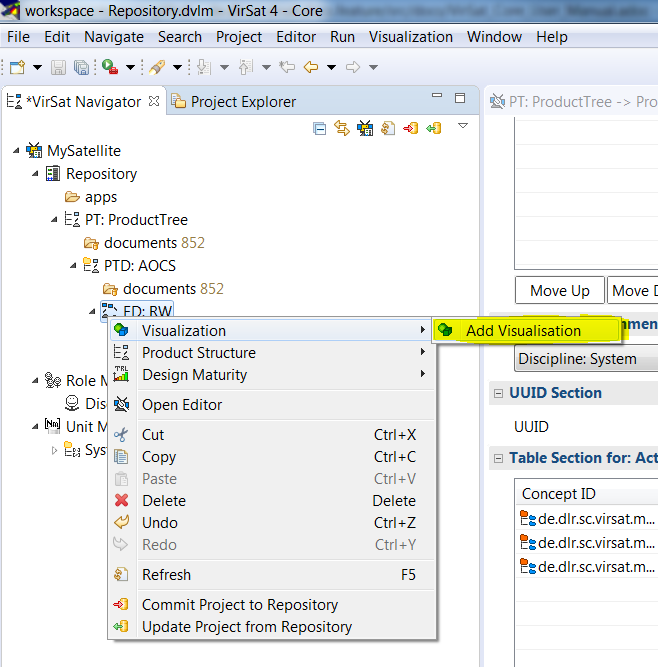 workspace - Repository.dvlm - VirSat 4 - Core
File Edit Navigate Search Project Editor Run Visualization Window Help
*VirSat Navigator
Project Explorer
PT: ProductTree -> Pro
MySatellite
Repository
apps
PT: ProductTree
documents 852
PTD: AOCS
documents 852
ED: RW
Role M
Dis
Unit M
Sys
Visualization
Product Structure
Design Maturity
Open Editor
Cut Ctrl+X
Copy Ctrl+C
Paste Ctrl+V
Delete Delete
Undo Ctrl+Z
Redo Ctrl+Y
Refresh F5
Commit Project to Repository
Update Project from Repository
Add Visualisation
Move Up
Move D
nmen
Discipline: System
UUID Section
UUID
Table Section for: Act
Concept ID
de.dlr.sc.virsat.m...
de.dlr.sc.virsat.m...
de.dlr.sc.virsat.m...